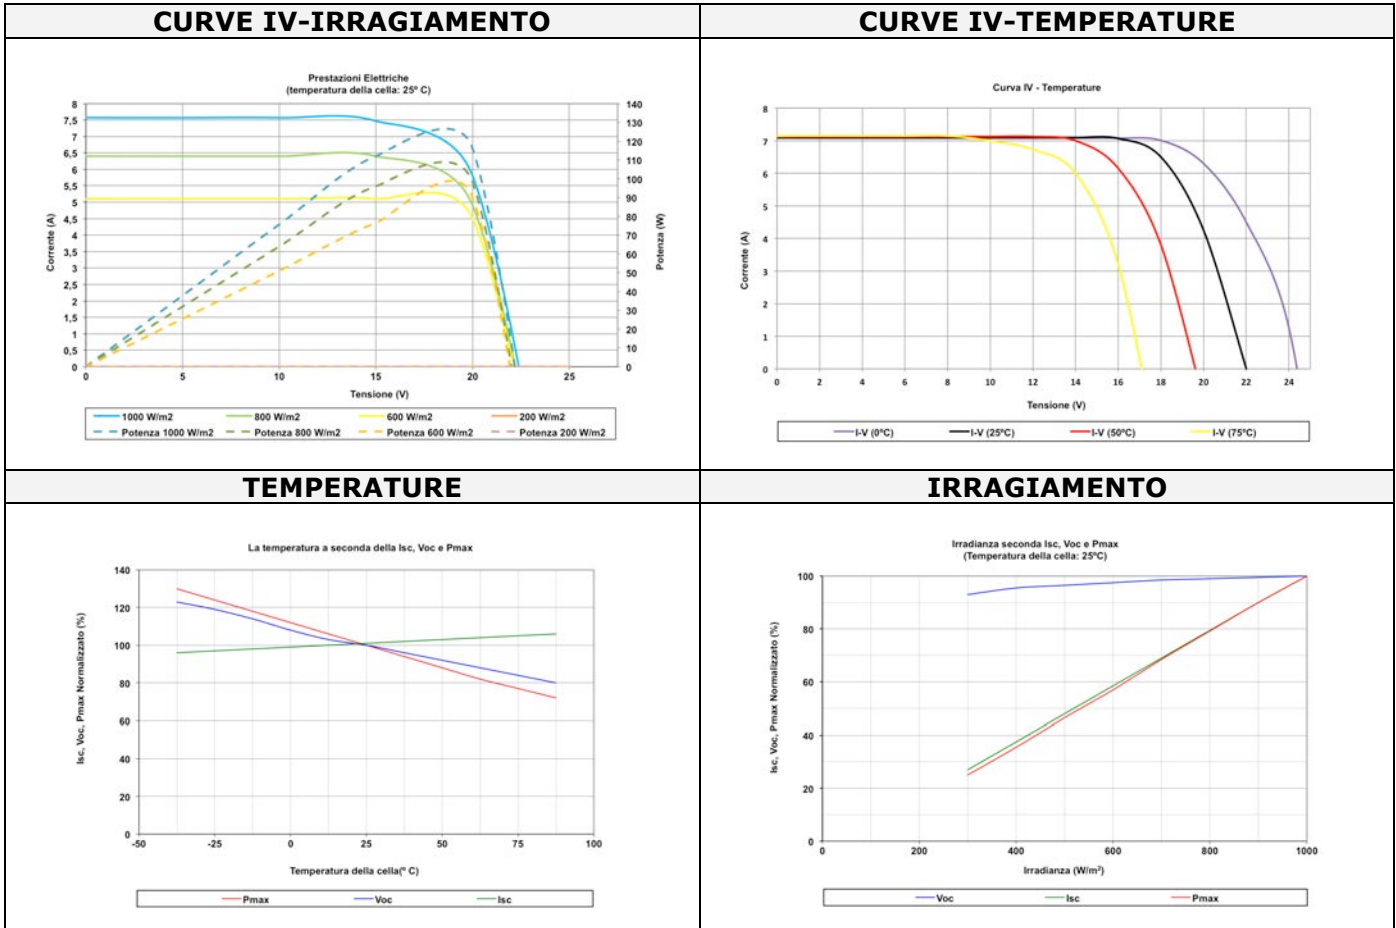 CURVE IV-IRRAGIAMENTO
Prestazioni Elettriche
(temperatura della cella: 25º C)
Corrente (A)
8
7,5
7
6,5
6
5,5
5
4,5
4
3,5
3
2,5
2
1,5
1
0,5
0
140
130
120
110
100
90
80
70
60
50
40
30
20
10
0
Potenza (W)
0 5 10 15 20 25
Tensione (V)
1000 W/m2 800 W/m2 600 W/m2 200 W/m2
Potenza 1000 W/m2 Potenza 800 W/m2 Potenza 600 W/m2 Potenza 200 W/m2
CURVE IV-TEMPERATURE
Curva IV - Temperature
Corrente (A)
8
7
6
5
4
3
2
1
0
0 2 4 6 8 10 12 14 16 18 20 22 24
Tensione (V)
I-V (0ºC) I-V (25ºC) I-V (50ºC) I-V (75ºC)
TEMPERATURE
La temperatura a seconda della Isc, Voc e Pmax
Isc, Voc, Pmax Normalizzato (%)
140
120
100
80
60
40
20
0
-50 -25 0 25 50 75 100
Temperatura della cella(º C)
Pmax Voc Isc
IRRAGIAMENTO
Irradianza seconda Isc, Voc e Pmax
(Temperatura della cella: 25ºC)
Isc, Voc, Pmax Normalizzato (%)
100
80
60
40
20
0
0 200 400 600 800 1000
Irradianza (W/m²)
Voc Isc Pmax